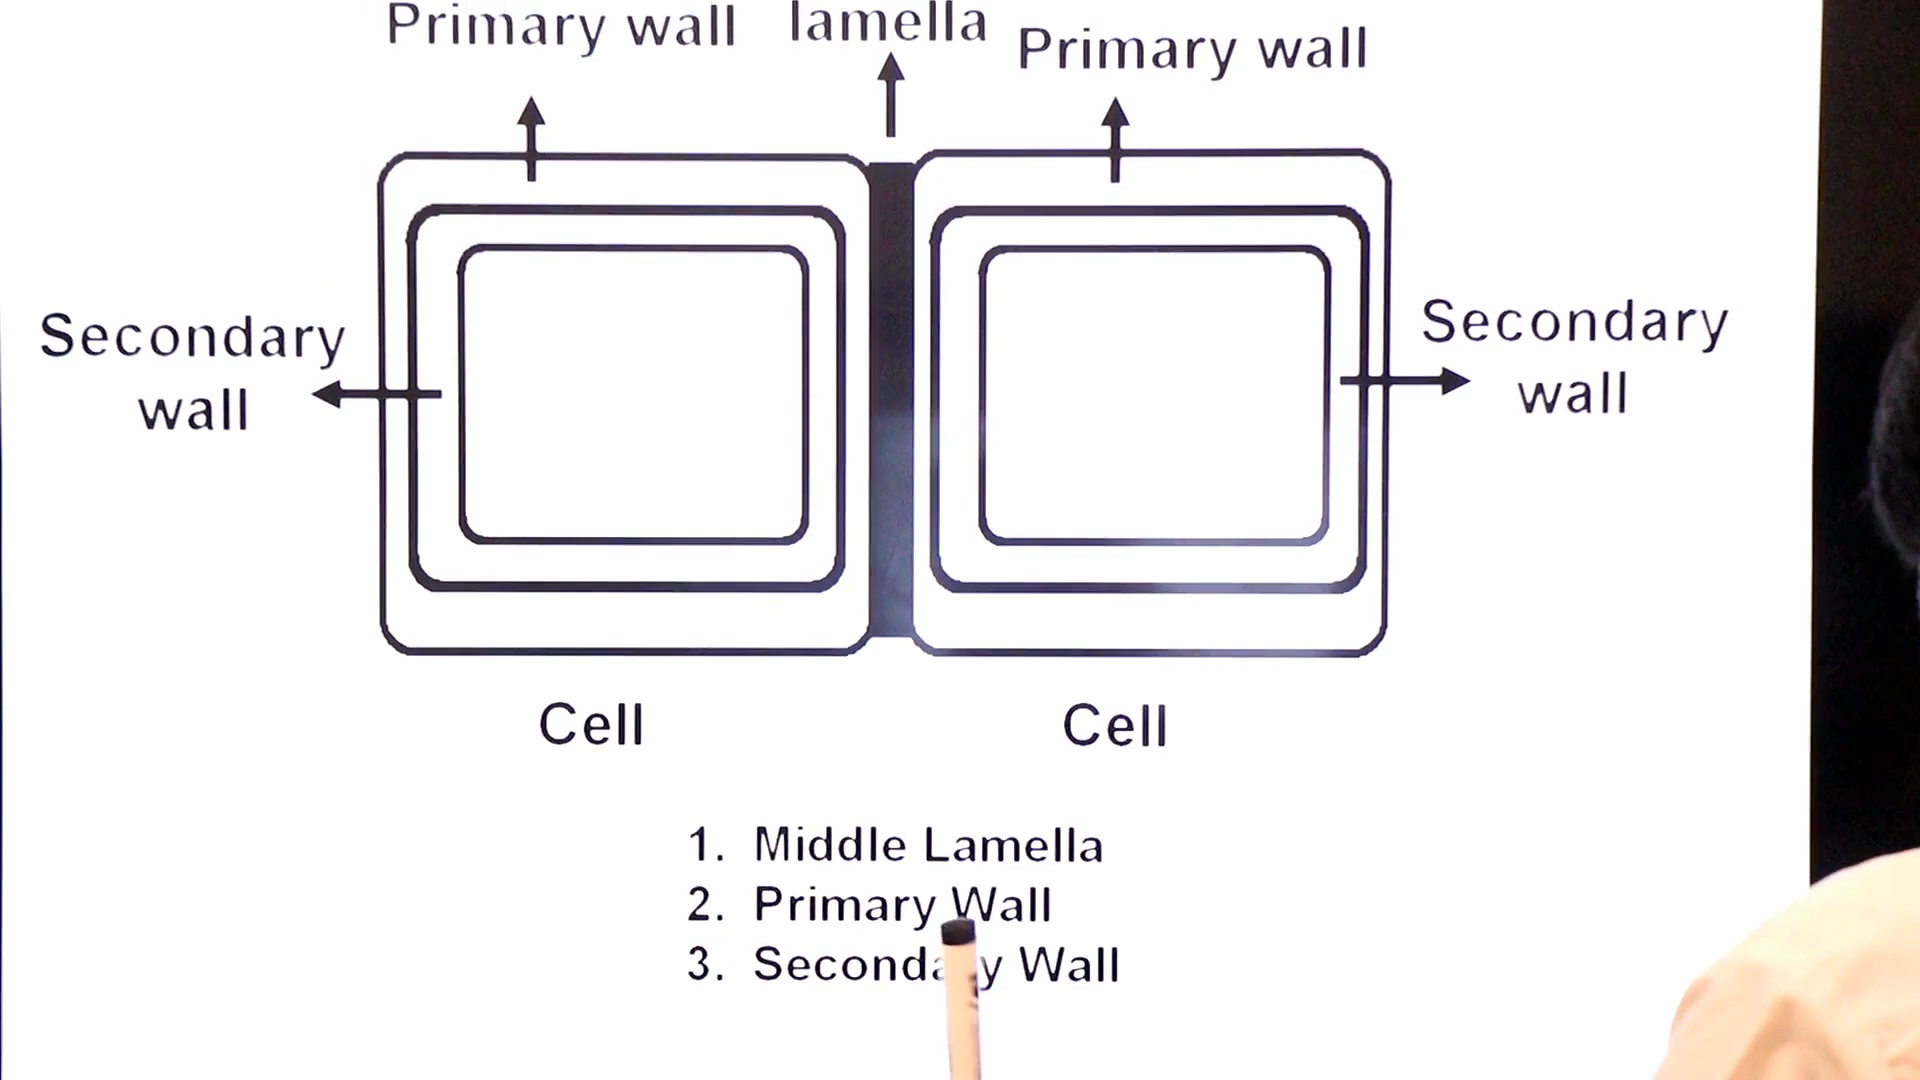 Primary wall
lamella
Primary wall
Secondary
wall
Secondary
wall
Cell
Cell
1. Middle Lamella
2. Primary Wall
3. Wall